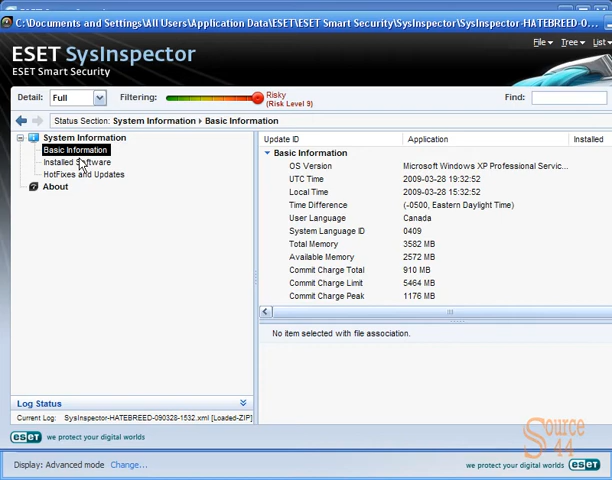 C:\Documents and Settings\All Users\Application Data\ESET\ESET Smart Security\SysInspector\SysInspector-HATEBREED-0...
ESET SysInspector
ESET Smart Security
File Tree List
Detail: Full Filtering: Risky (Risk Level 9) Find:
Status Section: System Information Basic Information
System Information
Basic Information
Installed Software
HotFixes and Updates
About
Update ID Application Installed
Basic Information
OS Version Microsoft Windows XP Professional Servic...
UTC Time 2009-03-28 19:32:52
Local Time 2009-03-28 15:32:52
Time Difference (-0500, Eastern Daylight Time)
User Language Canada
System Language ID 0409
Total Memory 3582 MB
Available Memory 2572 MB
Commit Charge Total 910 MB
Commit Charge Limit 5464 MB
Commit Charge Peak 1176 MB
No item selected with file association.
Log Status
Current Log: SysInspector-HATEBREED-090328-1532.xml [Loaded-ZIP]
eset we protect your digital worlds
Source 44
Display: Advanced mode Change...
we protect your digital worlds eset